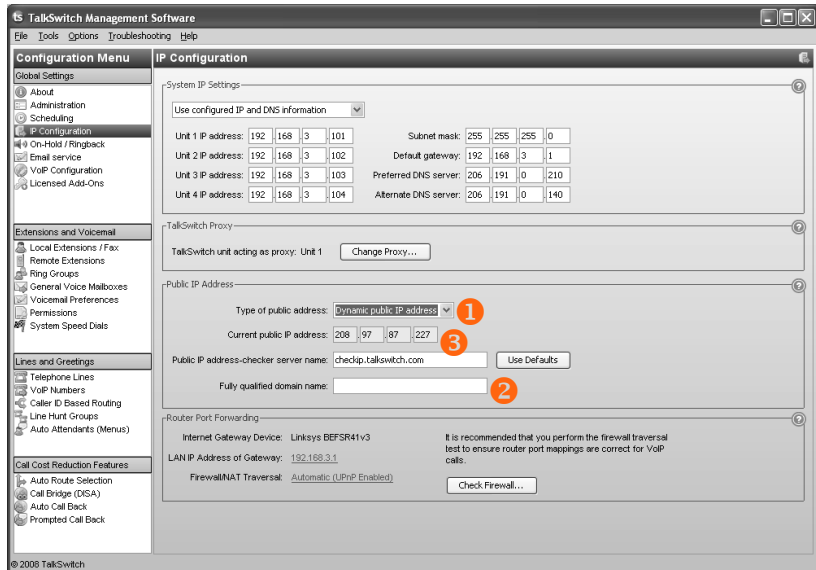 ts TalkSwitch Management Software
File Tools Options Troubleshooting Help
Configuration Menu
Global Settings
About
Administration
Scheduling
IP Configuration
On-Hold / Ringback
Email service
VoIP Configuration
Licensed Add-Ons
Extensions and Voicemail
Local Extensions / Fax
Remote Extensions
Ring Groups
General Voice Mailboxes
Voicemail Preferences
Permissions
System Speed Dials
Lines and Greetings
Telephone Lines
VoIP Numbers
Caller ID Based Routing
Line Hunt Groups
Auto Attendants (Menus)
Call Cost Reduction Features
Auto Route Selection
Call Bridge (DISA)
Auto Call Back
Prompted Call Back
IP Configuration
System IP Settings
Use configured IP and DNS information
Unit 1 IP address: 192 .168 .3 .101 Subnet mask: 255 .255 .255 .0
Unit 2 IP address: 192 .168 .3 .102 Default gateway: 192 .168 .3 .1
Unit 3 IP address: 192 .168 .3 .103 Preferred DNS server: 206 .191 .0 .210
Unit 4 IP address: 192 .168 .3 .104 Alternate DNS server: 206 .191 .0 .140
TalkSwitch Proxy
TalkSwitch unit acting as proxy: Unit 1 Change Proxy...
Public IP Address
Type of public address: Dynamic public IP address 1
Current public IP address: 208 .97 .87 .227 3
Public IP address-checker server name: checkip.talkswitch.com Use Defaults
Fully qualified domain name: 2
Router Port Forwarding
Internet Gateway Device: Linksys BEFSR41v3
LAN IP Address of Gateway: 192.168.3.1
Firewall/NAT Traversal: Automatic (UPnP Enabled)
It is recommended that you perform the firewall traversal
test to ensure router port mappings are correct for VoIP
calls.
Check Firewall...
© 2008 TalkSwitch